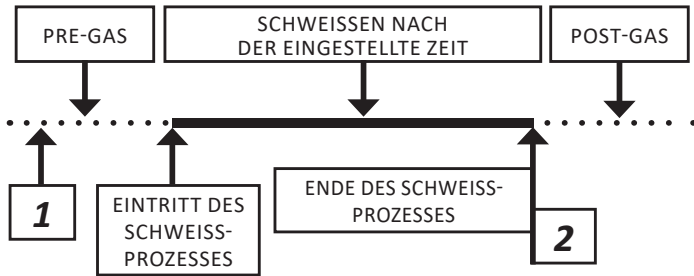 PRE-GAS
SCHWEISSEN NACH
DER EINGESTELLTE ZEIT
POST-GAS
1
EINTRITT DES
SCHWEISS-
PROZESSES
ENDE DES SCHWEISS-
PROZESSES
2